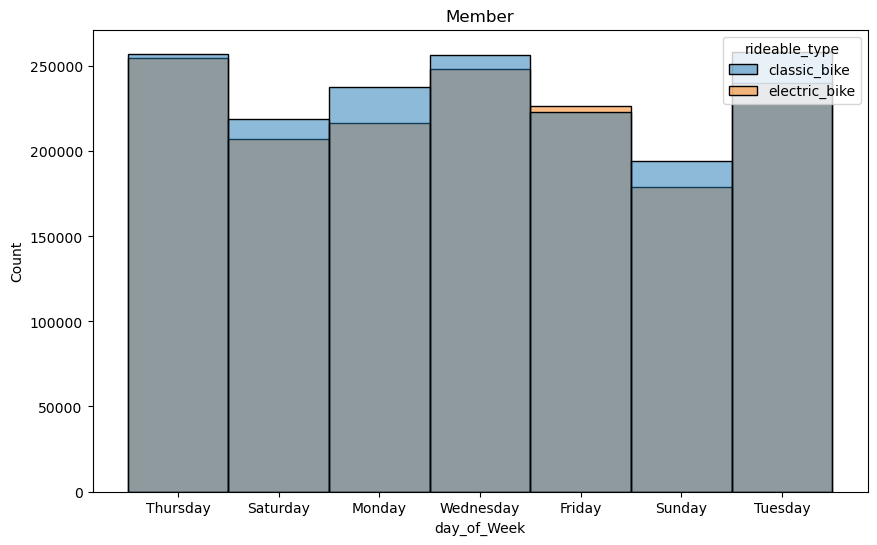 Member
rideable_type
classic_bike
electric_bike
250000
200000
150000
100000
50000
0
Count
Thursday Saturday Monday Wednesday Friday Sunday Tuesday
day_of_Week